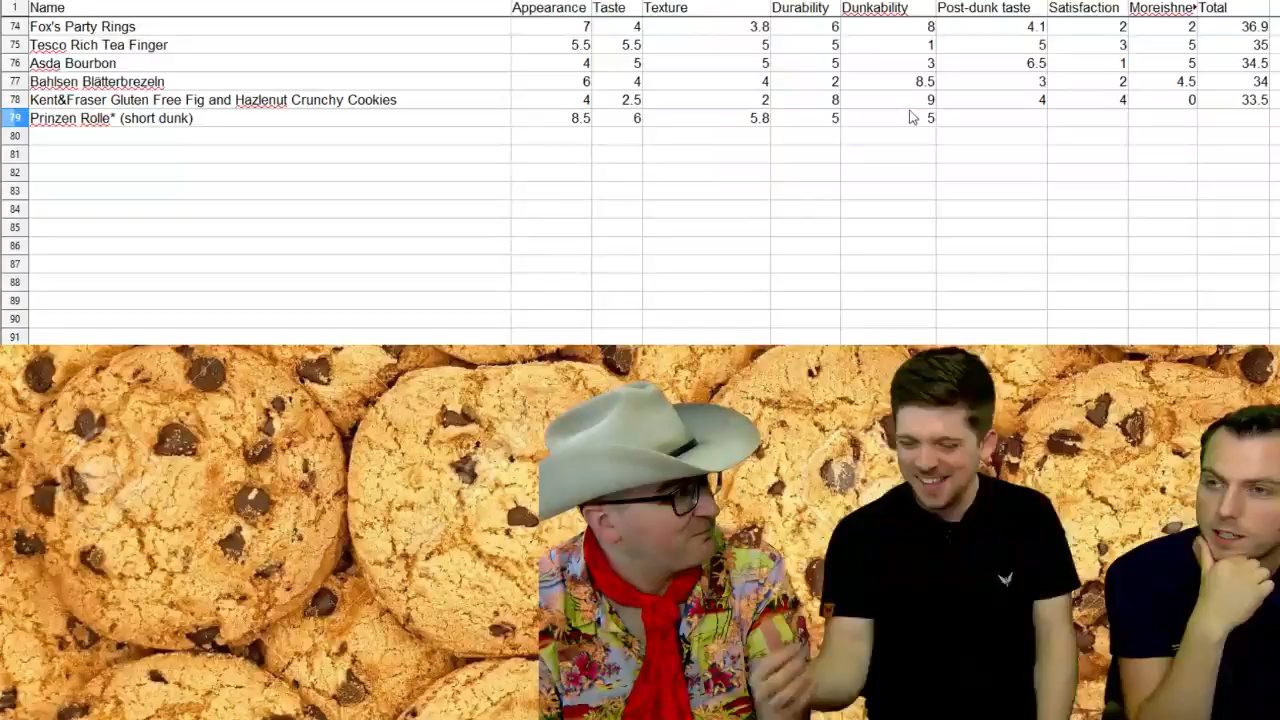 1 Name Appearance Taste Texture Durability Dunkability Post-dunk taste Satisfaction Total
74 Fox's Party Rings 7 4 3.8 6 8 4.1 2 2 36.9
75 Tesco Rich Tea Finger 5.5 5.5 5 5 1 5 3 5 35
76 Asda Bourbon 4 5 5 5 3 6.5 1 5 34.5
77 Bahlsen Blätterbrezeln 6 4 4 2 8.5 3 2 4.5 34
78 Kent&Fraser Gluten Free Fig and Hazlenut Crunchy Cookies 4 2.5 2 8 9 4 4 0 33.5
79 Prinzen Rolle* (short dunk) 8.5 6 5.8 5 5
80
81
82
83
84
85
86
87
88
89
90
91